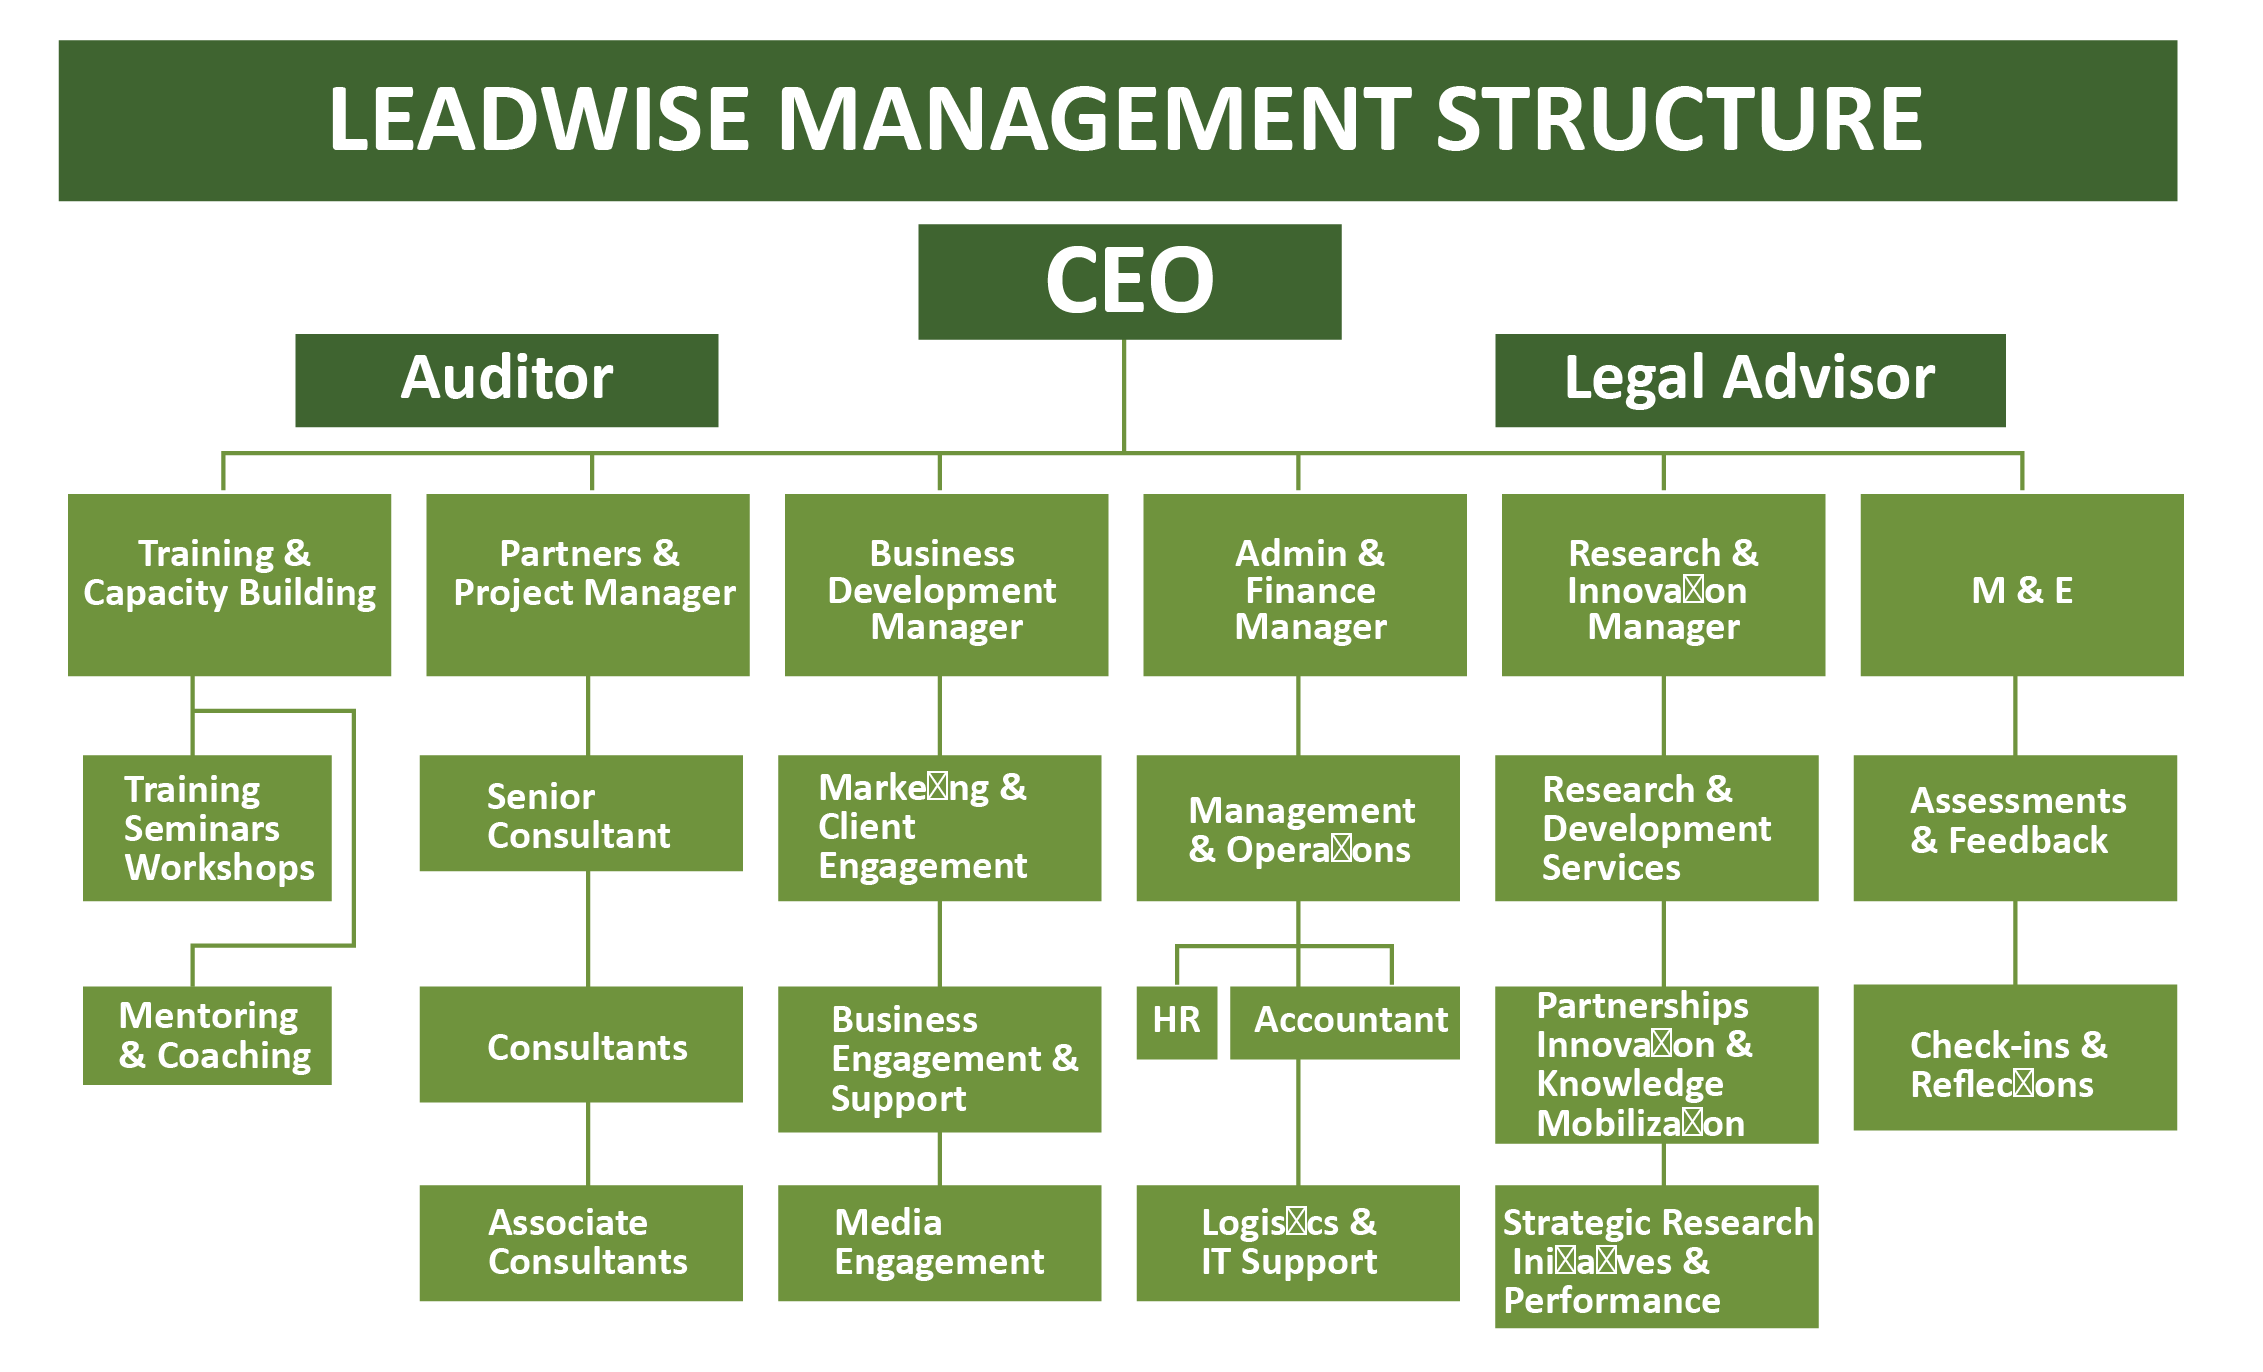 LEADWISE MANAGEMENT STRUCTURE
CEO
Auditor
Legal Advisor
Training &
Capacity Building
Partners &
Project Manager
Business
Development
Manager
Admin &
Finance
Manager
Research &
Innova☒on
Manager
M & E
Training
Seminars
Workshops
Senior
Consultant
Marke☒ng &
Client
Engagement
Management
& Opera☒ons
Research &
Development
Services
Assessments
& Feedback
Mentoring
& Coaching
Consultants
Business
Engagement &
Support
HR
Accountant
Partnerships
Innova☒on &
Knowledge
Mobiliza☒on
Check-ins &
Reflec☒ons
Associate
Consultants
Media
Engagement
Logis☒cs &
IT Support
Strategic Research
Ini☒a☒ves &
Performance